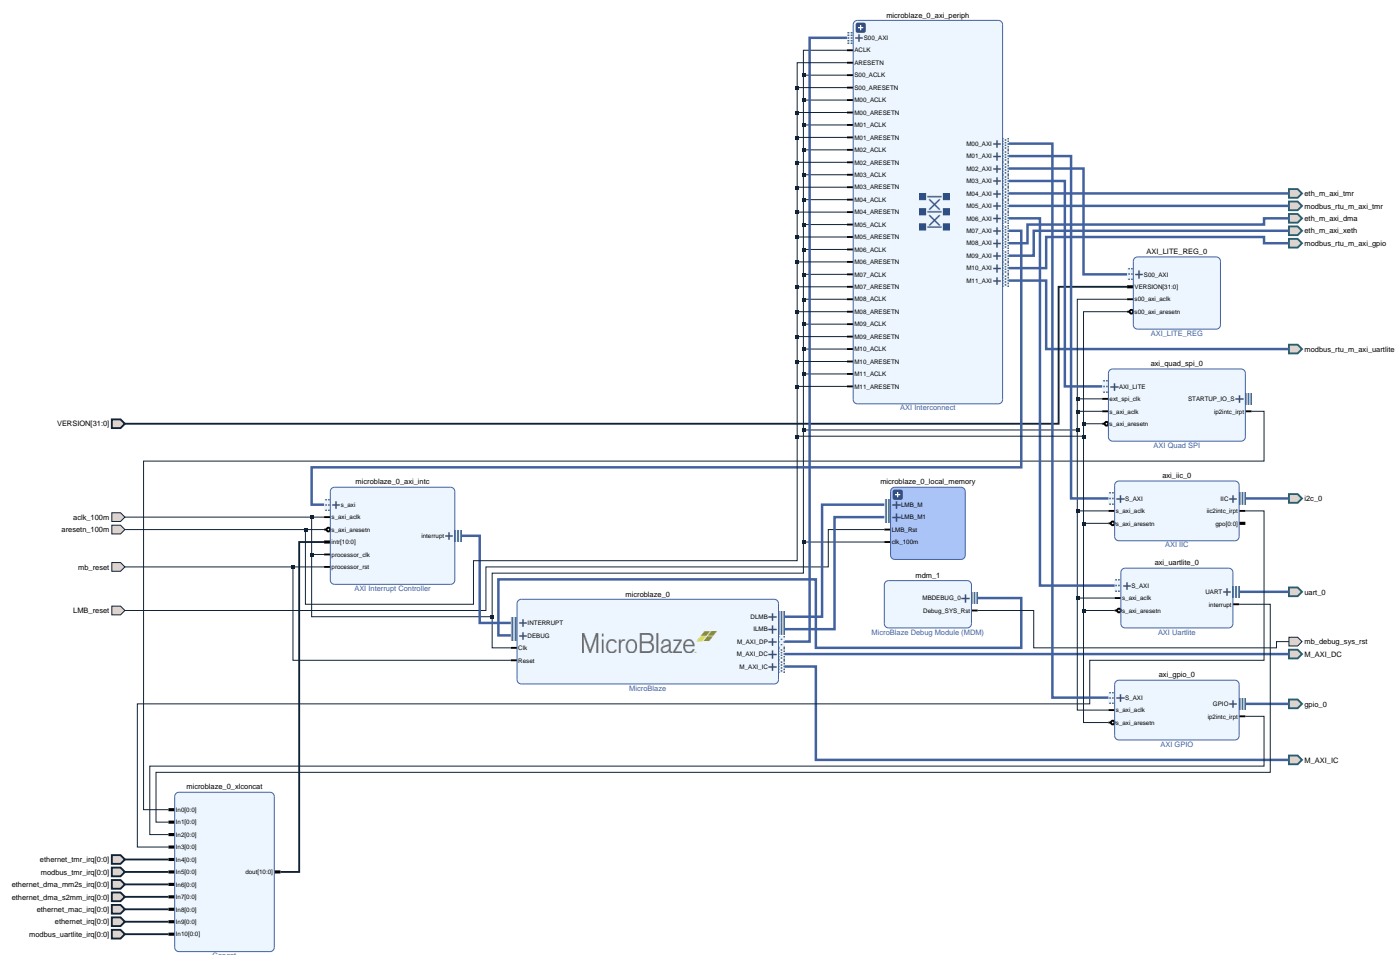 microblaze_0_axi_periph
S00_AXI
ACLK
ARESETN
S00_ACLK
S00_ARESETN
M00_ACLK
M00_ARESETN
M01_ACLK
M01_ARESETN
M02_ACLK
M02_ARESETN
M03_ACLK
M03_ARESETN
M04_ACLK
M04_ARESETN
M05_ACLK
M05_ARESETN
M06_ACLK
M06_ARESETN
M07_ACLK
M07_ARESETN
M08_ACLK
M08_ARESETN
M09_ACLK
M09_ARESETN
M10_ACLK
M10_ARESETN
M11_ACLK
M11_ARESETN
M00_AXI
M01_AXI
M02_AXI
M03_AXI
M04_AXI
M05_AXI
M06_AXI
M07_AXI
M08_AXI
M09_AXI
M10_AXI
M11_AXI
AXI Interconnect
eth_m_axi_tmr
modbus_rtu_m_axi_tmr
eth_m_axi_dma
eth_m_axi_xeth
modbus_rtu_m_axi_gpio
AXI_LITE_REG_0
S00_AXI
VERSION[31:0]
s00_axi_aclk
s00_axi_aresetn
AXI_LITE_REG
modbus_rtu_m_axi_uartlite
axi_quad_spi_0
AXI_LITE
ext_spi_clk
s_axi_aclk
s_axi_aresetn
STARTUP_IO_S
ip2intc_irpt
AXI Quad SPI
VERSION[31:0]
microblaze_0_axi_intc
s_axi
s_axi_aclk
s_axi_aresetn
intr[10:0]
processor_clk
processor_rst
interrupt
AXI Interrupt Controller
aclk_100m
aresetn_100m
mb_reset
LMB_reset
microblaze_0_local_memory
LMB_M
LMB_M1
LMB_Rst
clk_100m
axi_iic_0
S_AXI
s_axi_aclk
s_axi_aresetn
IIC
iic2intc_irpt
gpo[0:0]
AXI IIC
i2c_0
mdm_1
MBDEBUG_0
Debug_SYS_Rst
MicroBlaze Debug Module (MDM)
axi_uartlite_0
S_AXI
s_axi_aclk
s_axi_aresetn
UART
interrupt
AXI Uartlite
uart_0
microblaze_0
INTERRUPT
DEBUG
Clk
Reset
MicroBlaze
DLMB
ILMB
M_AXI_DP
M_AXI_DC
M_AXI_IC
MicroBlaze
mb_debug_sys_rst
M_AXI_DC
axi_gpio_0
S_AXI
s_axi_aclk
s_axi_aresetn
GPIO
ip2intc_irpt
AXI GPIO
gpio_0
M_AXI_IC
microblaze_0_xlconcat
In0[0:0]
In1[0:0]
In2[0:0]
In3[0:0]
In4[0:0]
In5[0:0]
In6[0:0]
In7[0:0]
In8[0:0]
In9[0:0]
In10[0:0]
dout[10:0]
ethernet_tmr_irq[0:0]
modbus_tmr_irq[0:0]
ethernet_dma_mm2s_irq[0:0]
ethernet_dma_s2mm_irq[0:0]
ethernet_mac_irq[0:0]
ethernet_irq[0:0]
modbus_uartlite_irq[0:0]